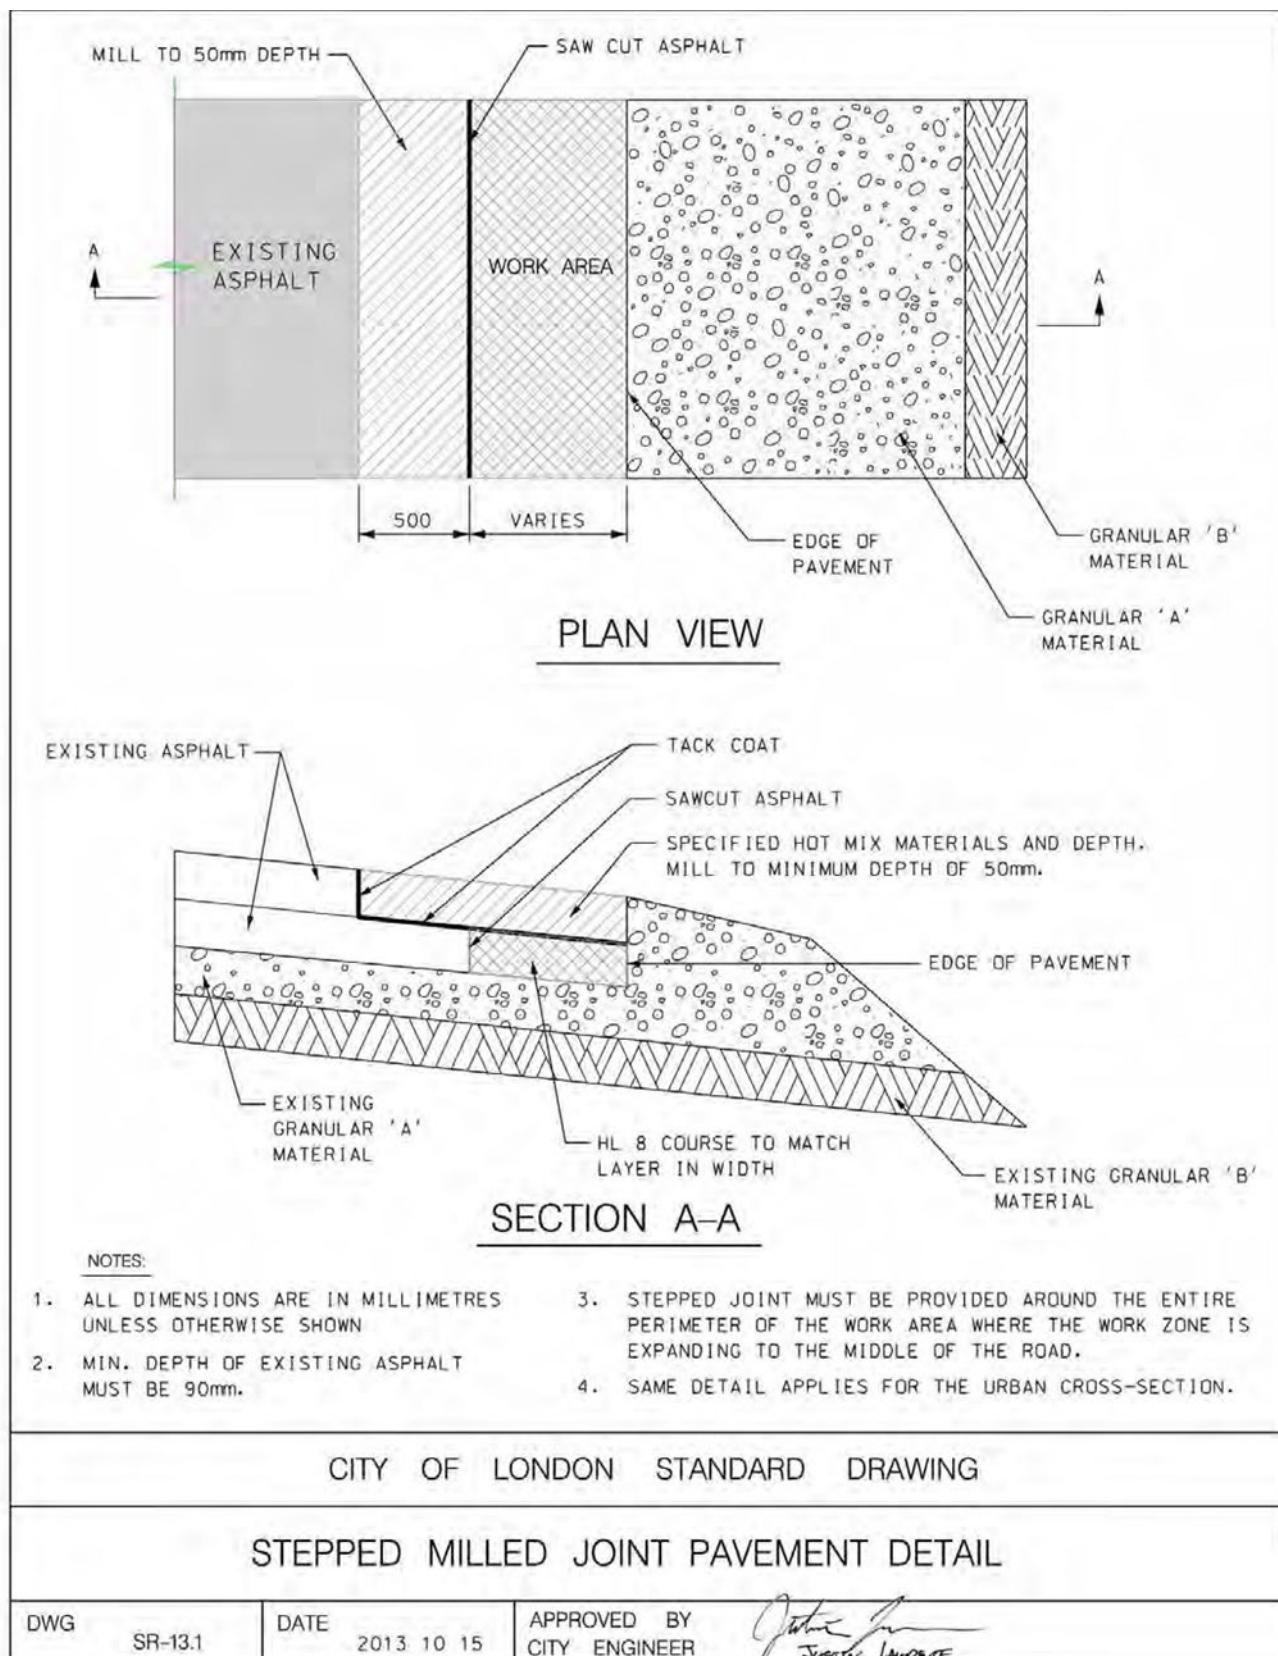 MILL TO 50mm DEPTH
SAW CUT ASPHALT
EXISTING
ASPHALT
WORK AREA
A
A
500
VARIES
EDGE OF
PAVEMENT
GRANULAR 'B'
MATERIAL
GRANULAR 'A'
MATERIAL
PLAN VIEW
EXISTING ASPHALT
TACK COAT
SAWCUT ASPHALT
SPECIFIED HOT MIX MATERIALS AND DEPTH.
MILL TO MINIMUM DEPTH OF 50mm.
EDGE OF PAVEMENT
EXISTING
GRANULAR 'A'
MATERIAL
HL 8 COURSE TO MATCH
LAYER IN WIDTH
EXISTING GRANULAR 'B'
MATERIAL
SECTION A-A
NOTES:
1. ALL DIMENSIONS ARE IN MILLIMETRES
UNLESS OTHERWISE SHOWN
2. MIN. DEPTH OF EXISTING ASPHALT
MUST BE 90mm.
3. STEPPED JOINT MUST BE PROVIDED AROUND THE ENTIRE
PERIMETER OF THE WORK AREA WHERE THE WORK ZONE IS
EXPANDING TO THE MIDDLE OF THE ROAD.
4. SAME DETAIL APPLIES FOR THE URBAN CROSS-SECTION.
CITY OF LONDON STANDARD DRAWING
STEPPED MILLED JOINT PAVEMENT DETAIL
DWG
SR-13.1
DATE
2013 10 15
APPROVED BY
CITY ENGINEER